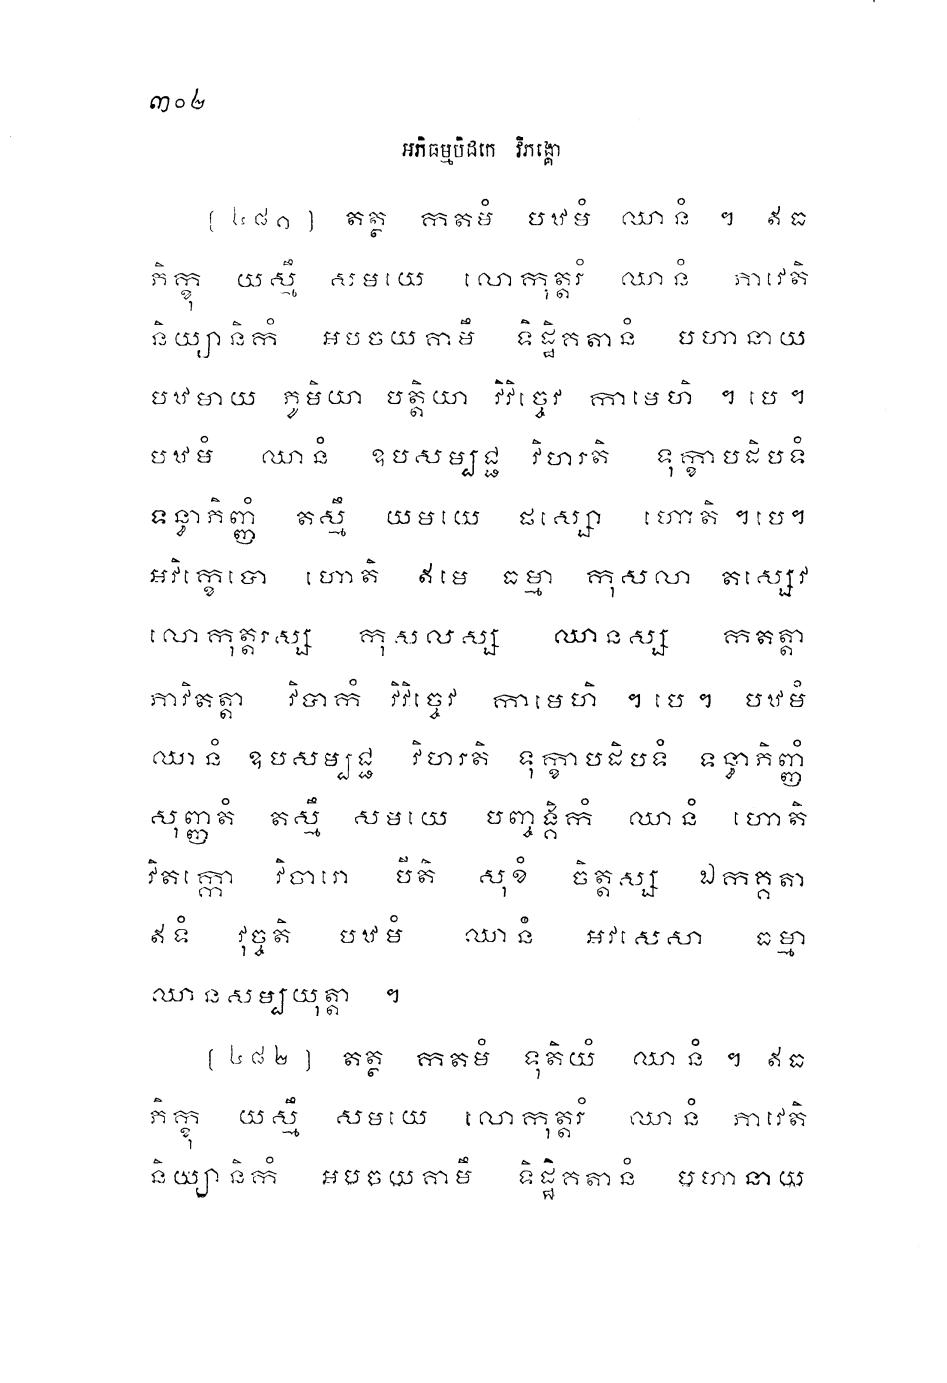 ៣០៤
អភិធម្មបិដកេ វិភង្គោ
[៤៨១] តត្ថ កតមំ បឋមំ ឈានំ ។ ឥធ
ភិក្ខុ យស្មឹ សមយេ លោកុត្តរំ ឈានំ ភាវេតិ
និយ្យានិកំ អបចយគាមឹ ទិដ្ឋិគតានំ បហានាយ
បឋមាយ ភូមិយា បត្តិយា វិវិច្ចេវ កាមេហិ ។បេ។
បឋមំ ឈានំ ឧបសម្បជ្ជ វិហរតិ ទុក្ខាបដិបទំ
ទន្ធាភិញ្ញំ តស្មឹ យមយេ ផស្សោ ហោតិ ។បេ។
អវិក្ខេបោ ហោតិ ឥមេ ធម្មា កុសលា តស្សេវ
លោកុត្តរស្ស កុសលស្ស ឈានស្ស កតត្តា
ភាវិតត្តា វិបាកំ វិវិច្ចេវ កាមេហិ ។បេ។ បឋមំ
ឈានំ ឧបសម្បជ្ជ វិហរតិ ទុក្ខាបដិបទំ ទន្ធាភិញ្ញំ
សុញ្ញតំ តស្មឹ សមយេ បញ្ចង្គិកំ ឈានំ ហោតិ
វិតក្កោ វិចារោ បីតិ សុខំ ចិត្តស្ស ឯកគ្គតា
ឥទំ វុច្ចតិ បឋមំ ឈានំ អវសេសា ធម្មា
ឈានសម្បយុត្តា ។
[៤៨២] តត្ថ កតមំ ទុតិយំ ឈានំ ។ ឥធ
ភិក្ខុ យស្មឹ សមយេ លោកុត្តរំ ឈានំ ភាវេតិ
និយ្យានិកំ អបចយគាមឹ ទិដ្ឋិគតានំ បហានាយ